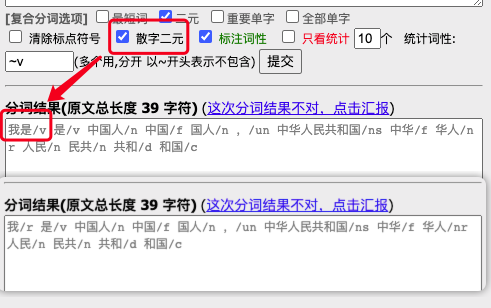 [复合分词选项] 最短词 二元 重要单字 全部单字
清除标点符号 散字二元 标注词性 只看统计 10 个 统计词性:
~v (多个用,分开 以~开头表示不包含) 提交
分词结果(原文总长度 39 字符) (这次分词结果不对，点击汇报)
我是/v 是/v 中国人/n 中国/f 国人/n , /un 中华人民共和国/ns 中华/f 华人/n
r 人民/n 民共/n 共和/d 和国/c
分词结果(原文总长度 39 字符) (这次分词结果不对，点击汇报)
我/r 是/v 中国人/n 中国/f 国人/n , /un 中华人民共和国/ns 中华/f 华人/nr
人民/n 民共/n 共和/d 和国/c